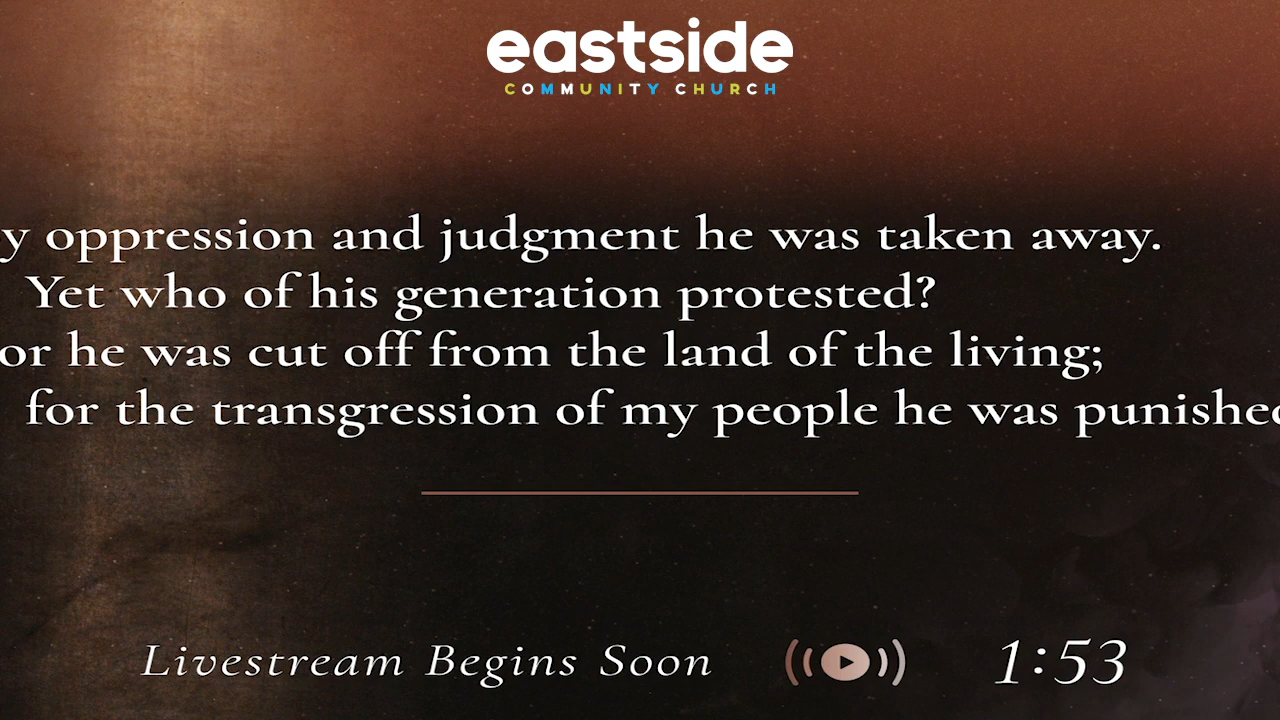 eastside
COMMUNITY CHURCH
y oppression and judgment he was taken away.
Yet who of his generation protested?
or he was cut off from the land of the living;
for the transgression of my people he was punished
Livestream Begins Soon
1:53